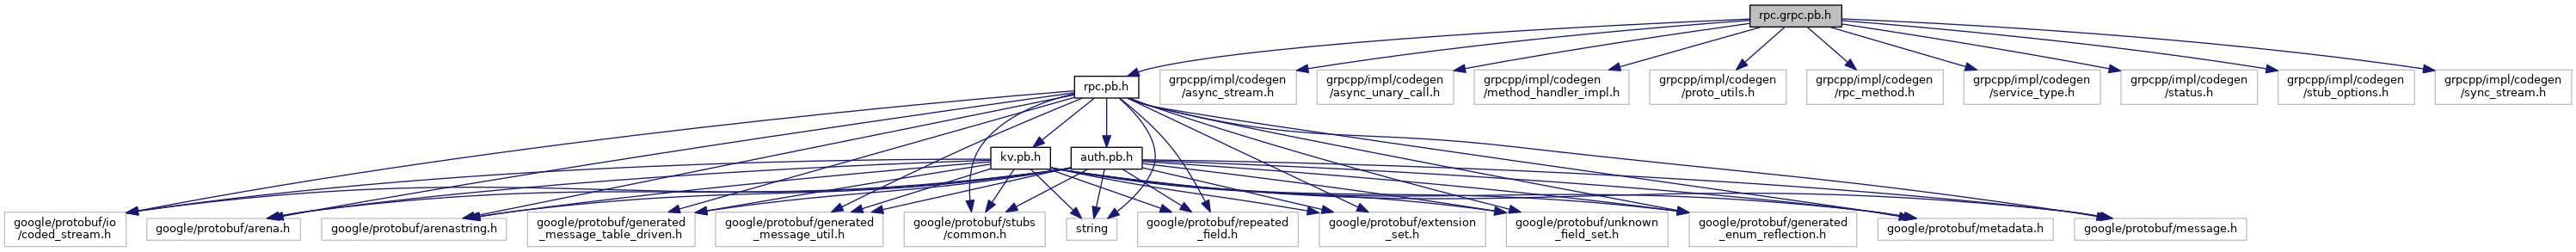 rpc.grpc.pb.h
rpc.pb.h
grpcpp/impl/codegen
/async_stream.h
grpcpp/impl/codegen
/async_unary_call.h
grpcpp/impl/codegen
/method_handler_impl.h
grpcpp/impl/codegen
/proto_utils.h
grpcpp/impl/codegen
/rpc_method.h
grpcpp/impl/codegen
/service_type.h
grpcpp/impl/codegen
/status.h
grpcpp/impl/codegen
/stub_options.h
grpcpp/impl/codegen
/sync_stream.h
kv.pb.h
auth.pb.h
google/protobuf/io
/coded_stream.h
google/protobuf/arena.h
google/protobuf/arenastring.h
google/protobuf/generated
_message_table_driven.h
google/protobuf/generated
_message_util.h
google/protobuf/stubs
/common.h
string
google/protobuf/repeated
_field.h
google/protobuf/extension
_set.h
google/protobuf/unknown
_field_set.h
google/protobuf/generated
_enum_reflection.h
google/protobuf/metadata.h
google/protobuf/message.h